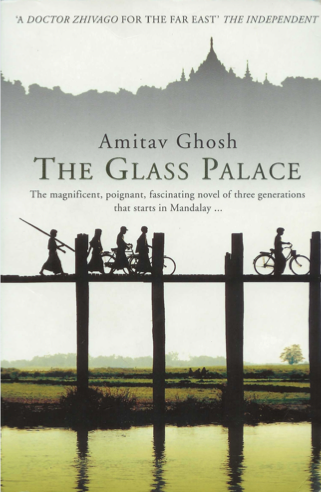 'A DOCTOR ZHIVAGO FOR THE FAR EAST' THE INDEPENDENT
Amitav Ghosh
THE GLASS PALACE
The magnificent, poignant, fascinating novel of three generations
that starts in Mandalay ...